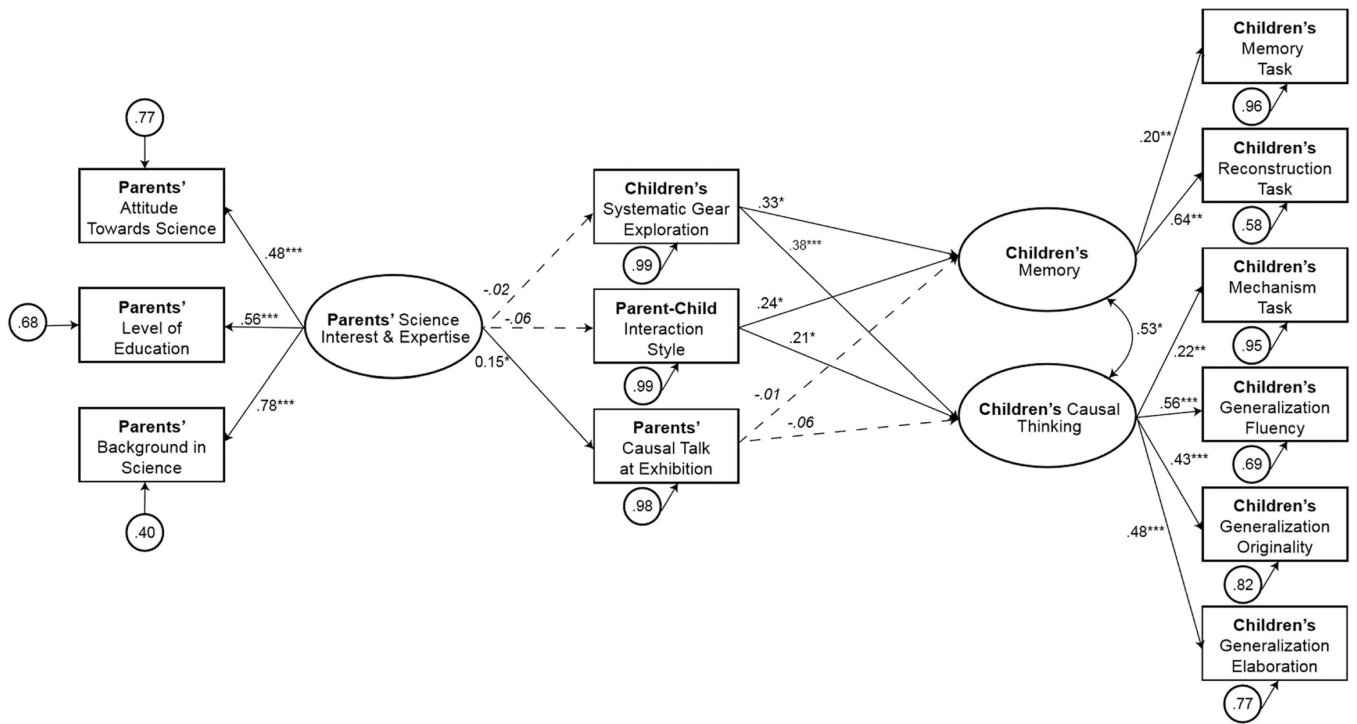 .77
Parents'
Attitude
Towards Science
.48***
.68
Parents'
Level of
Education
.56***
Parents'
Background in
Science
.78***
.40
Parents' Science
Interest & Expertise
-.02
-.06
0.15*
Children's
Systematic Gear
Exploration
.99
Parent-Child
Interaction
Style
.99
Parents'
Causal Talk
at Exhibition
.98
.33*
.38***
.24*
.21*
-.01
-.06
Children's
Memory
.53*
Children's Causal
Thinking
.20**
.64**
.22**
.56***
.43***
.48***
Children's
Memory
Task
.96
Children's
Reconstruction
Task
.58
Children's
Mechanism
Task
.95
Children's
Generalization
Fluency
.69
Children's
Generalization
Originality
.82
Children's
Generalization
Elaboration
.77